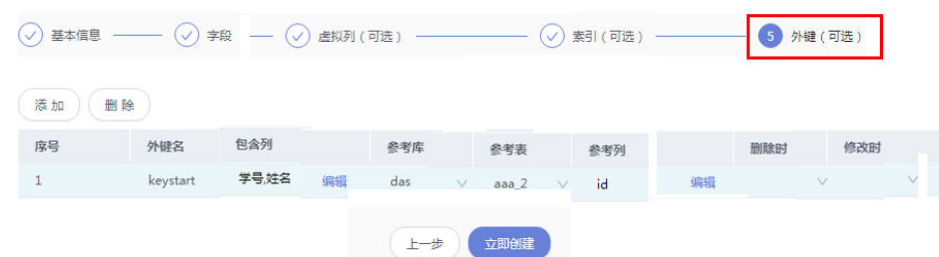 基本信息 字段 虚拟列(可选) 索引(可选) 5 外键(可选)
添加 删除
序号 外键名 包含列 参考库 参考表 参考列 删除时 修改时
1 keystart 学号,姓名 编辑 das aaa_2 id 编辑
上一步 立即创建